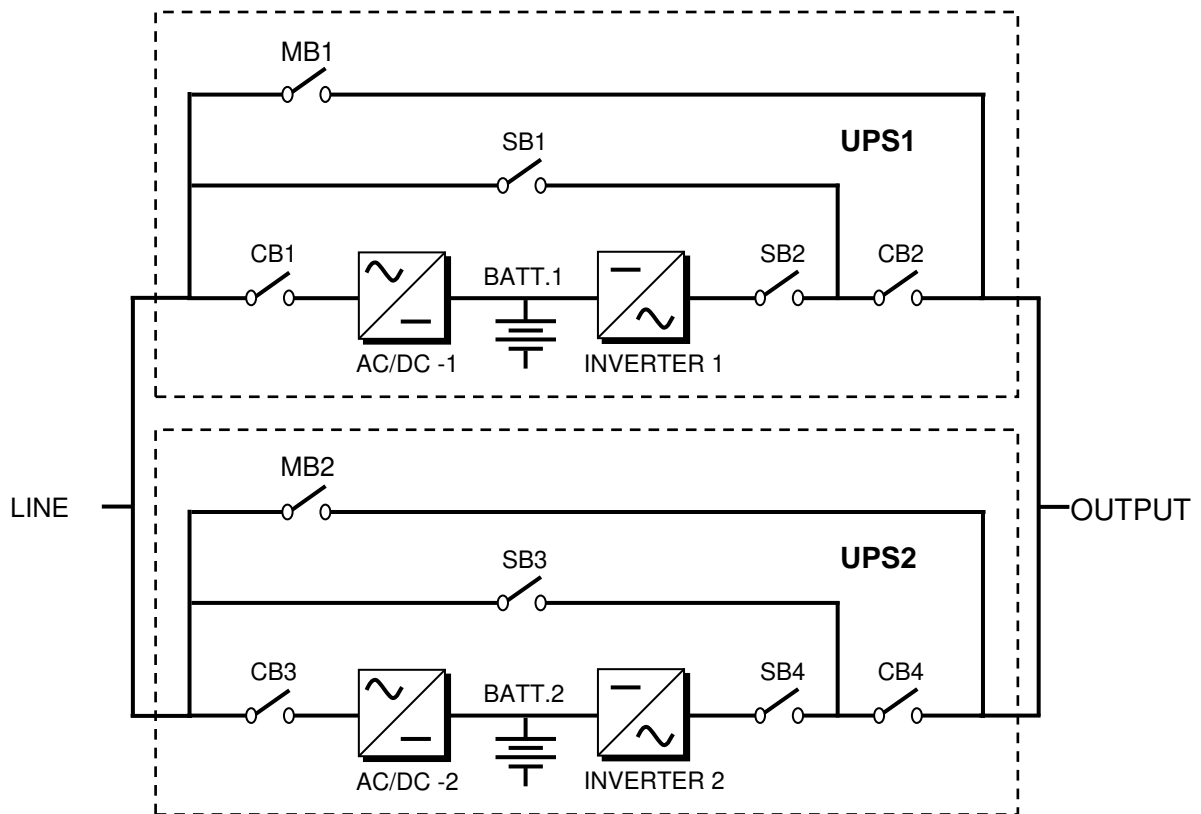 MB1
SB1
UPS1
CB1
BATT.1
SB2
CB2
AC/DC -1
INVERTER 1
MB2
LINE
OUTPUT
SB3
UPS2
CB3
BATT.2
SB4
CB4
AC/DC -2
INVERTER 2